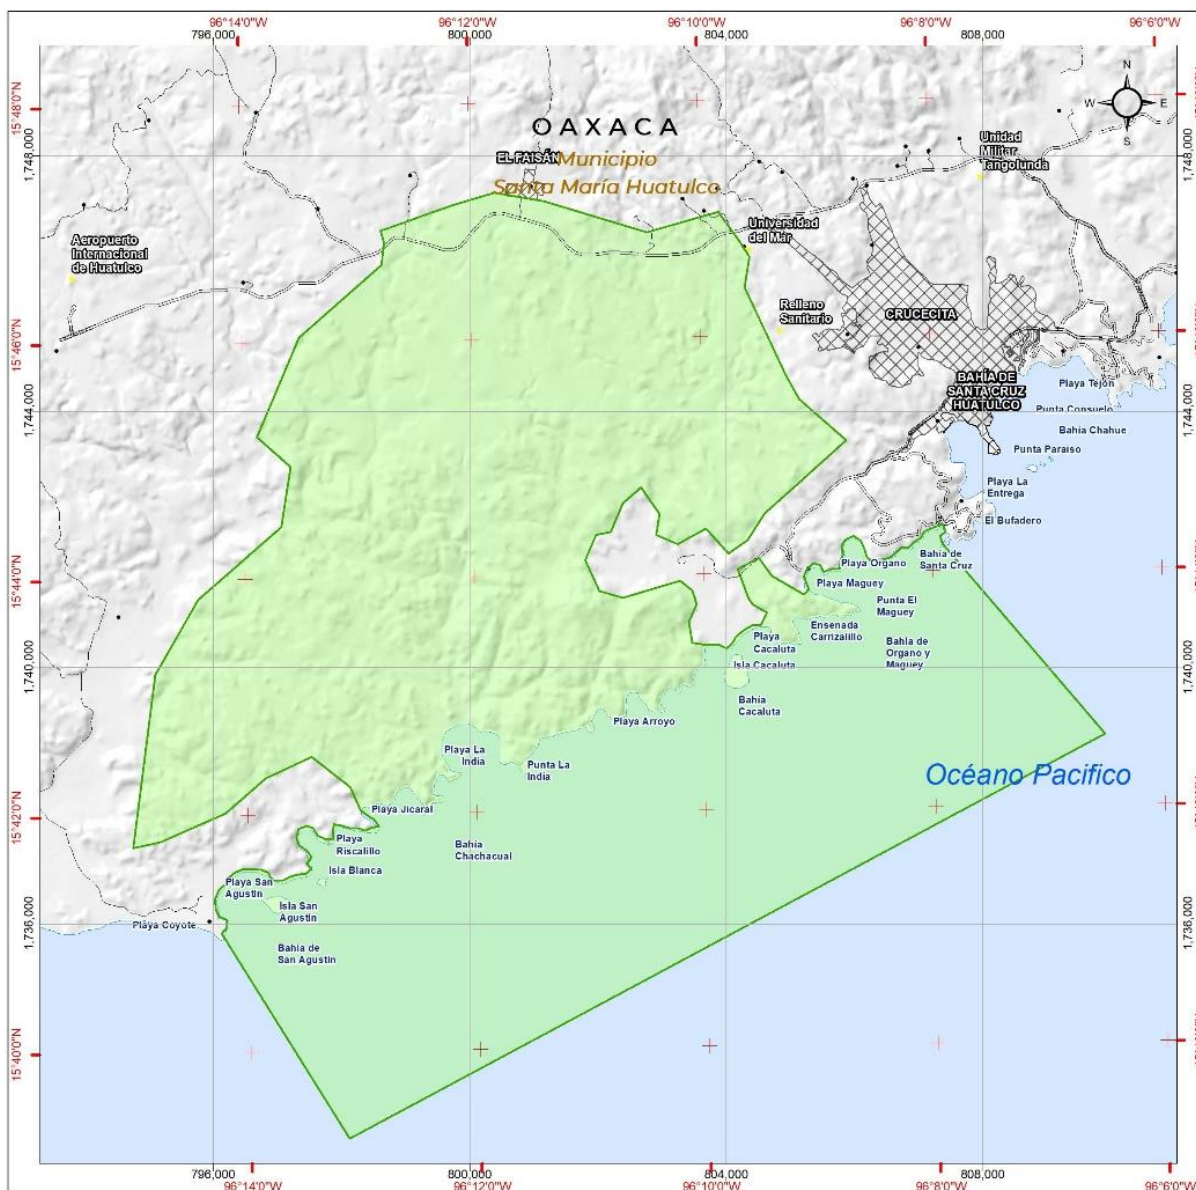 96°14'0"W
96°12'0"W
96°10'0"W
96°8'0"W
96°6'0"W
796,000
800,000
804,000
808,000
N
W
E
S
15°48'0"N
1,748,000
1,748,000
OAXACA
EL FAISÁN
Municipio
Santa María Huatulco
Unidad
Militar
Tangolunda
Aeropuerto
Internacional
de Huatulco
Universidad
del Mar
Relleno
Sanitario
CRUCECITA
15°46'0"N
BAHÍA DE
SANTA CRUZ
HUATULCO
Playa Tejón
Punta Consuelo
1,744,000
1,744,000
Bahía Chahue
Punta Paraiso
Playa La
Entrega
El Bufadero
15°44'0"N
Bahía de
Santa Cruz
Playa Organo
Playa Maguey
Punta El
Maguey
Ensenada
Carrizalillo
Playa
Cacaluta
Bahía de
Organo y
Maguey
Isla Cacaluta
1,740,000
1,740,000
Bahía
Cacaluta
Playa Arroyo
Playa La
India
Punta La
India
Océano Pacifico
15°42'0"N
Playa Jicaral
Playa
Riscalillo
Bahía
Chachacual
Isla Blanca
Playa San
Agustin
Isla San
Agustín
Playa Coyote
1,736,000
1,736,000
Bahía de
San Agustin
15°40'0"N
796,000
800,000
804,000
808,000
96°14'0"W
96°12'0"W
96°10'0"W
96°8'0"W
96°6'0"W